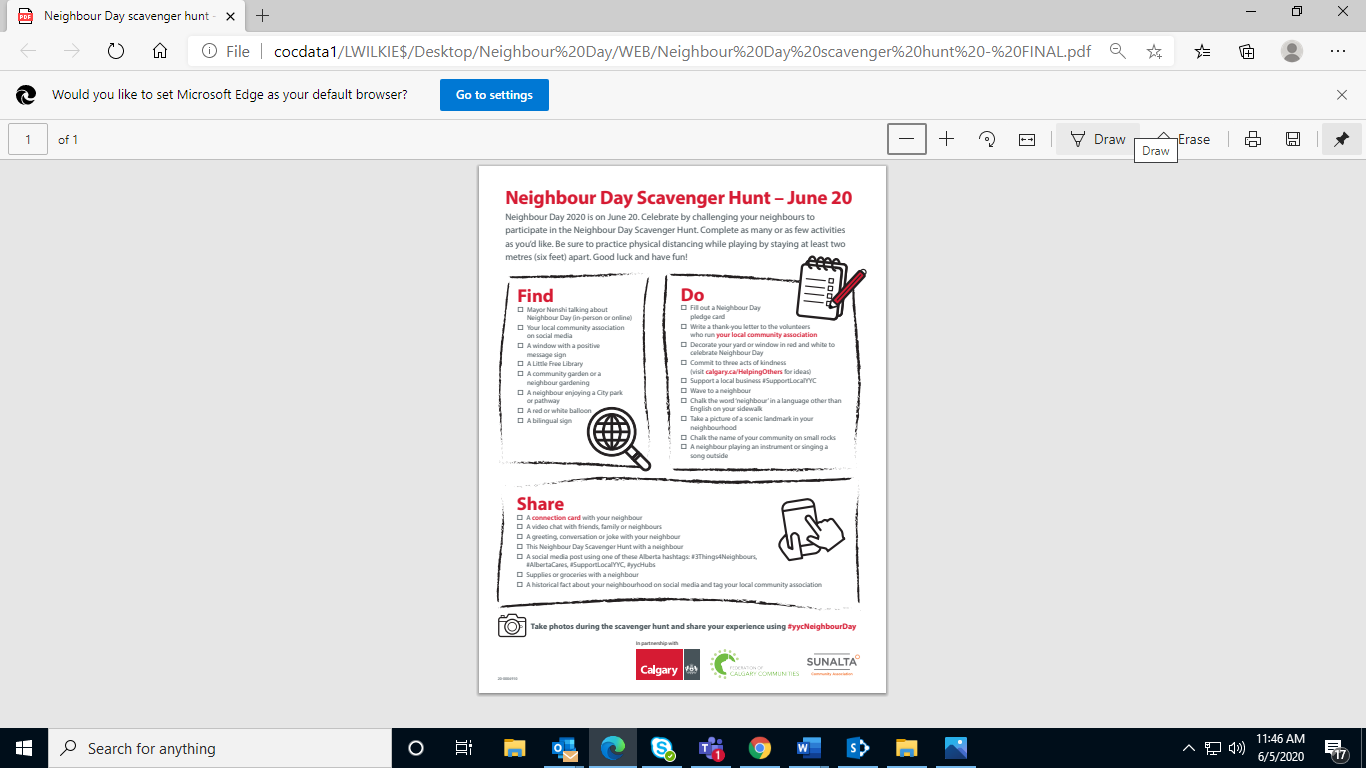 Neighbour Day scavenger hunt -
File
cocdata1/LWILKIE$/Desktop/Neighbour%20Day/WEB/Neighbour%20Day%20scavenger%20hunt%20-%20FINAL.pdf
Would you like to set Microsoft Edge as your default browser?
Go to settings
1 of 1
Draw
Erase
Draw
Neighbour Day Scavenger Hunt – June 20
Neighbour Day 2020 is on June 20. Celebrate by challenging your neighbours to
participate in the Neighbour Day Scavenger Hunt. Complete as many or as few activities
as you'd like. Be sure to practice physical distancing while playing by staying at least two
metres (six feet) apart. Good luck and have fun!
Find
Mayor Nenshi talking about
Neighbour Day (in-person or online)
Your local community association
on social media
A window with a positive
message sign
A Little Free Library
A community garden or a
neighbour gardening
A neighbour enjoying a City park
or pathway
A red or white balloon
A bilingual sign
Do
Fill out a Neighbour Day
pledge card
Write a thank-you letter to the volunteers
who run your local community association
Decorate your yard or window in red and white to
celebrate Neighbour Day
Commit to three acts of kindness
(visit calgary.ca/HelpingOthers for ideas)
Support a local business #SupportLocalYYC
Wave to a neighbour
Chalk the word 'neighbour' in a language other than
English on your sidewalk
Take a picture of a scenic landmark in your
neighbourhood
Chalk the name of your community on small rocks
A neighbour playing an instrument or singing a
song outside
Share
A connection card with your neighbour
A video chat with friends, family or neighbours
A greeting, conversation or joke with your neighbour
This Neighbour Day Scavenger Hunt with a neighbour
A social media post using one of these Alberta hashtags: #3Things4Neighbours,
#AlbertaCares, #SupportLocalYYC, #yycHubs
Supplies or groceries with a neighbour
A historical fact about your neighbourhood on social media and tag your local community association
Take photos during the scavenger hunt and share your experience using #yycNeighbourDay
In partnership with
Calgary
FEDERATION OF
CALGARY COMMUNITIES
SUNALTA
Community Association
Search for anything
1
11:46 AM
6/5/2020
17